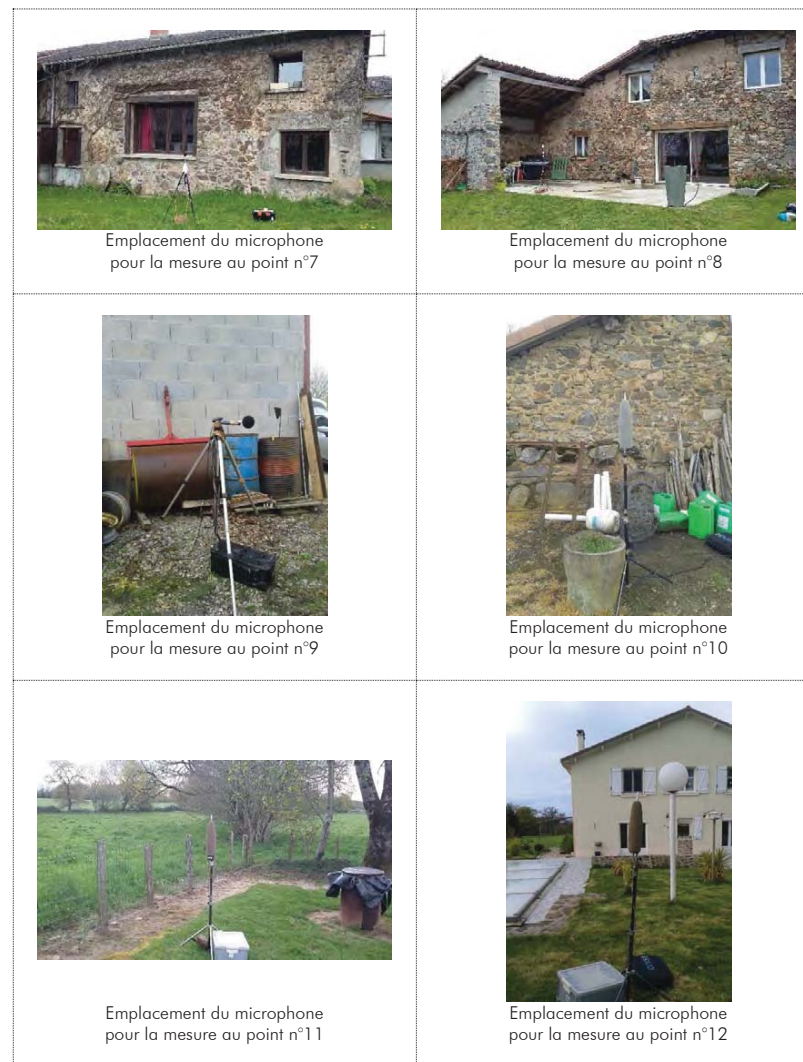 Emplacement du microphone
pour la mesure au point n°7
Emplacement du microphone
pour la mesure au point n°8
Emplacement du microphone
pour la mesure au point n°9
Emplacement du microphone
pour la mesure au point n°10
Emplacement du microphone
pour la mesure au point n°11
Emplacement du microphone
pour la mesure au point n°12